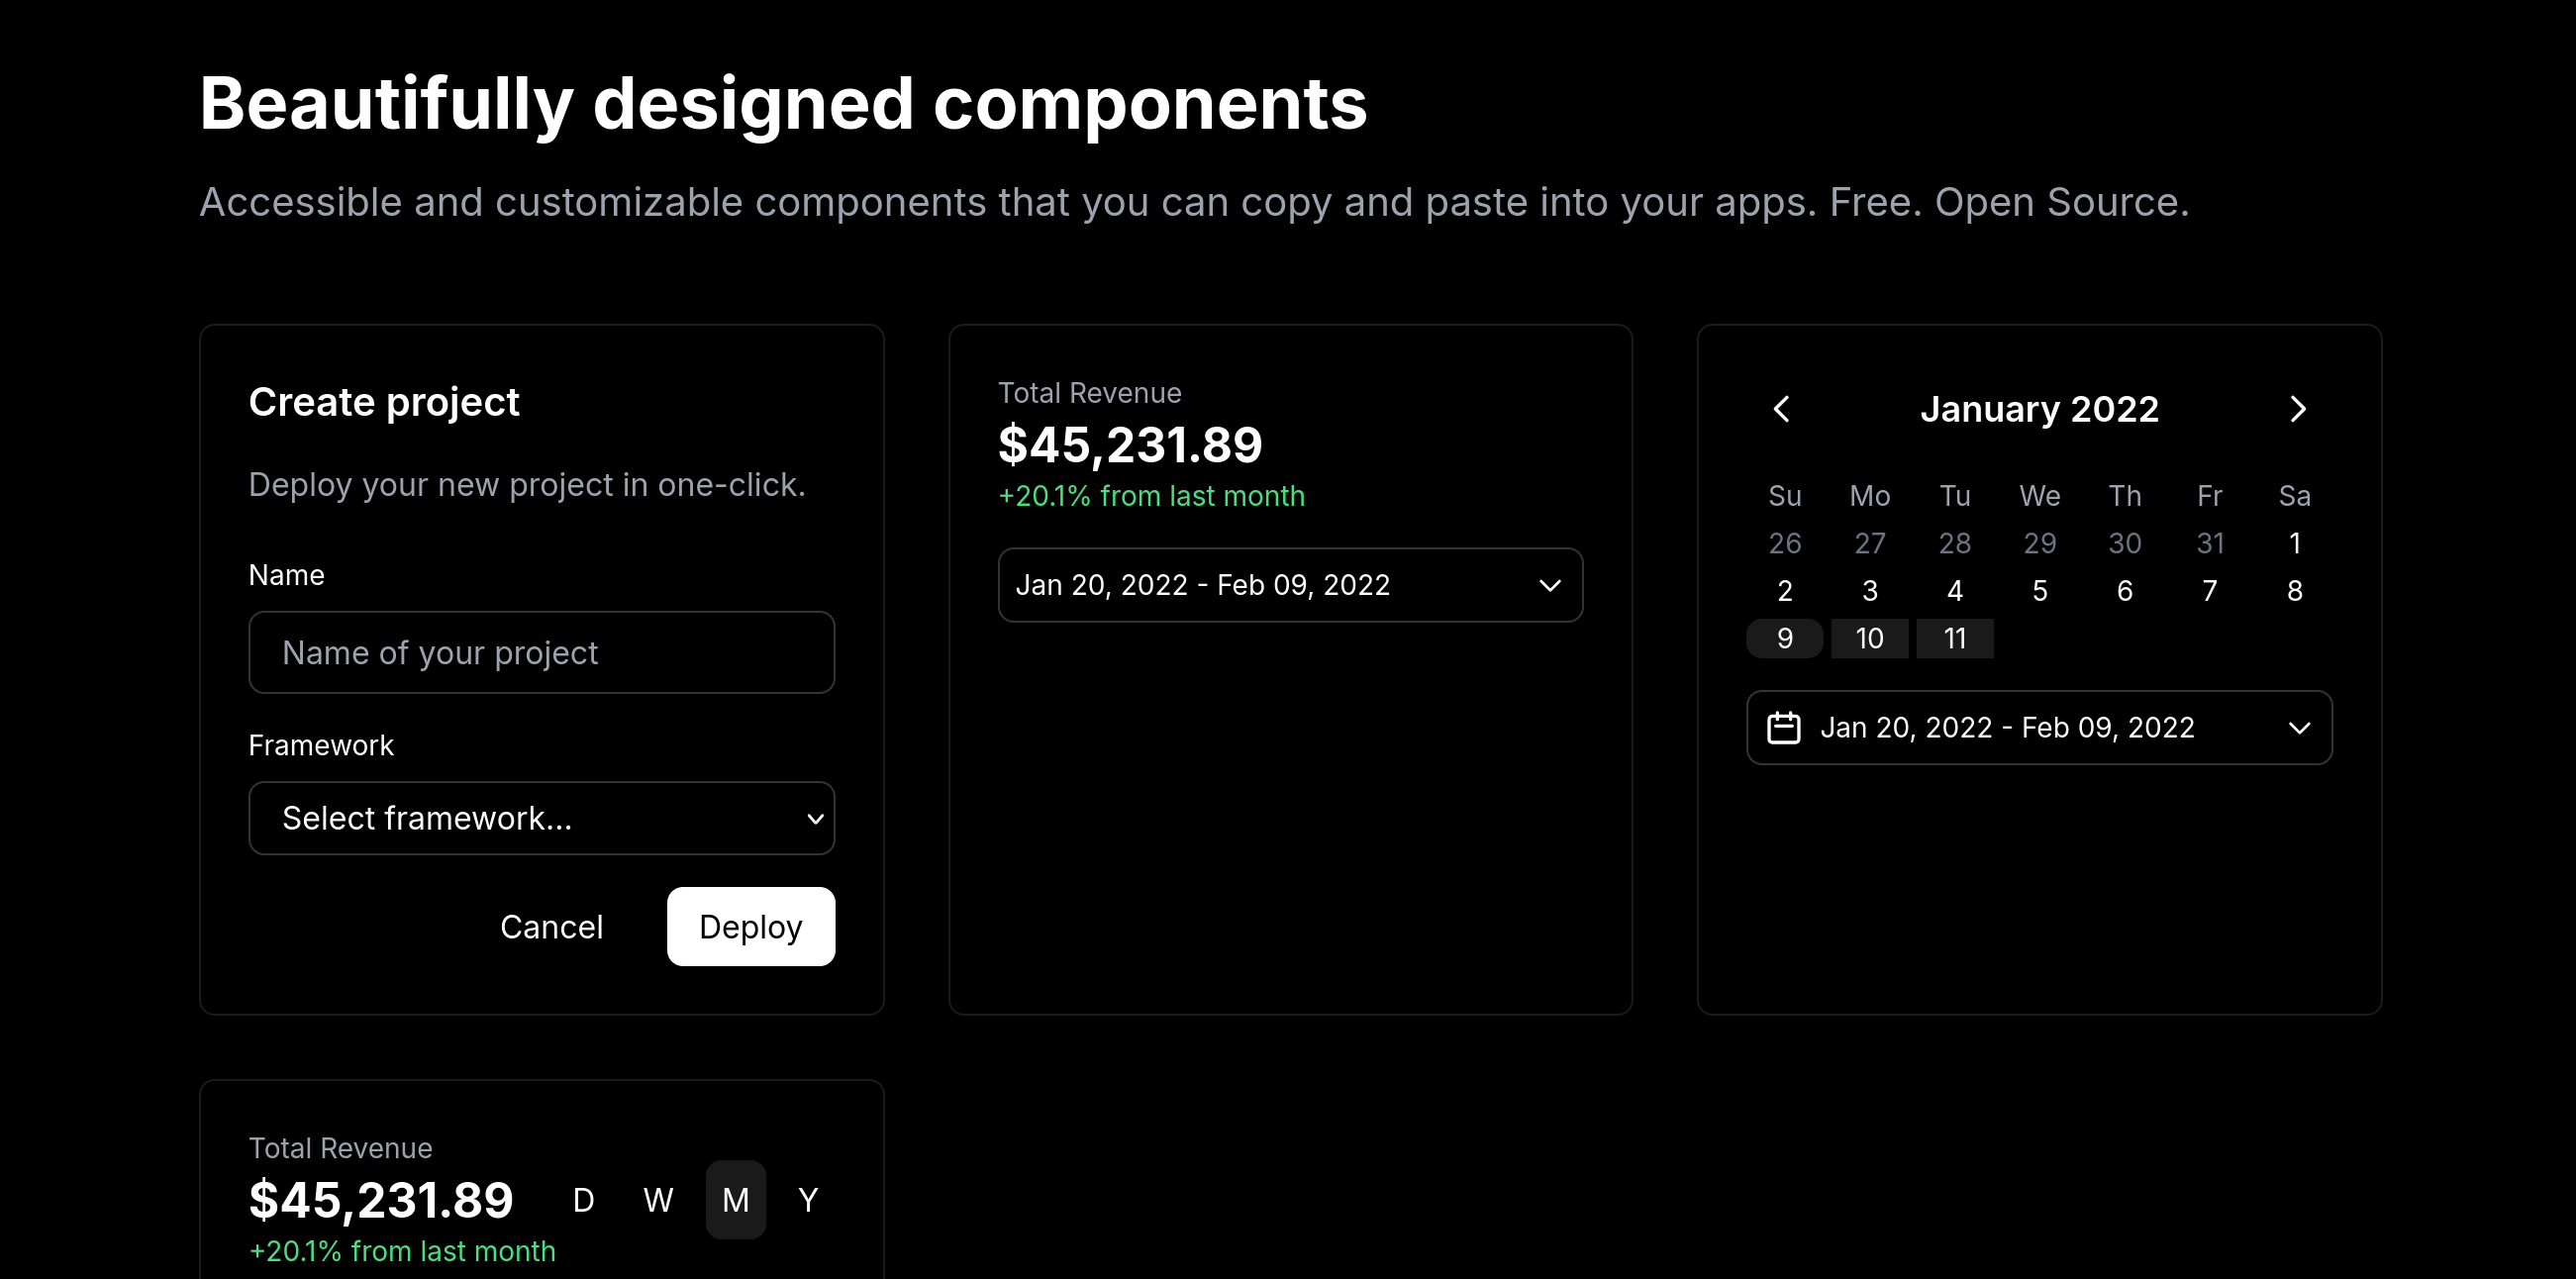 Beautifully designed components
Accessible and customizable components that you can copy and paste into your apps. Free. Open Source.
Create project
Deploy your new project in one-click.
Name
Name of your project
Framework
Select framework...
Cancel Deploy
Total Revenue
$45,231.89
+20.1% from last month
Jan 20, 2022 - Feb 09, 2022
January 2022
Su Mo Tu We Th Fr Sa
26 27 28 29 30 31 1
2 3 4 5 6 7 8
9 10 11
Jan 20, 2022 - Feb 09, 2022
Total Revenue
$45,231.89 D W M Y
+20.1% from last month